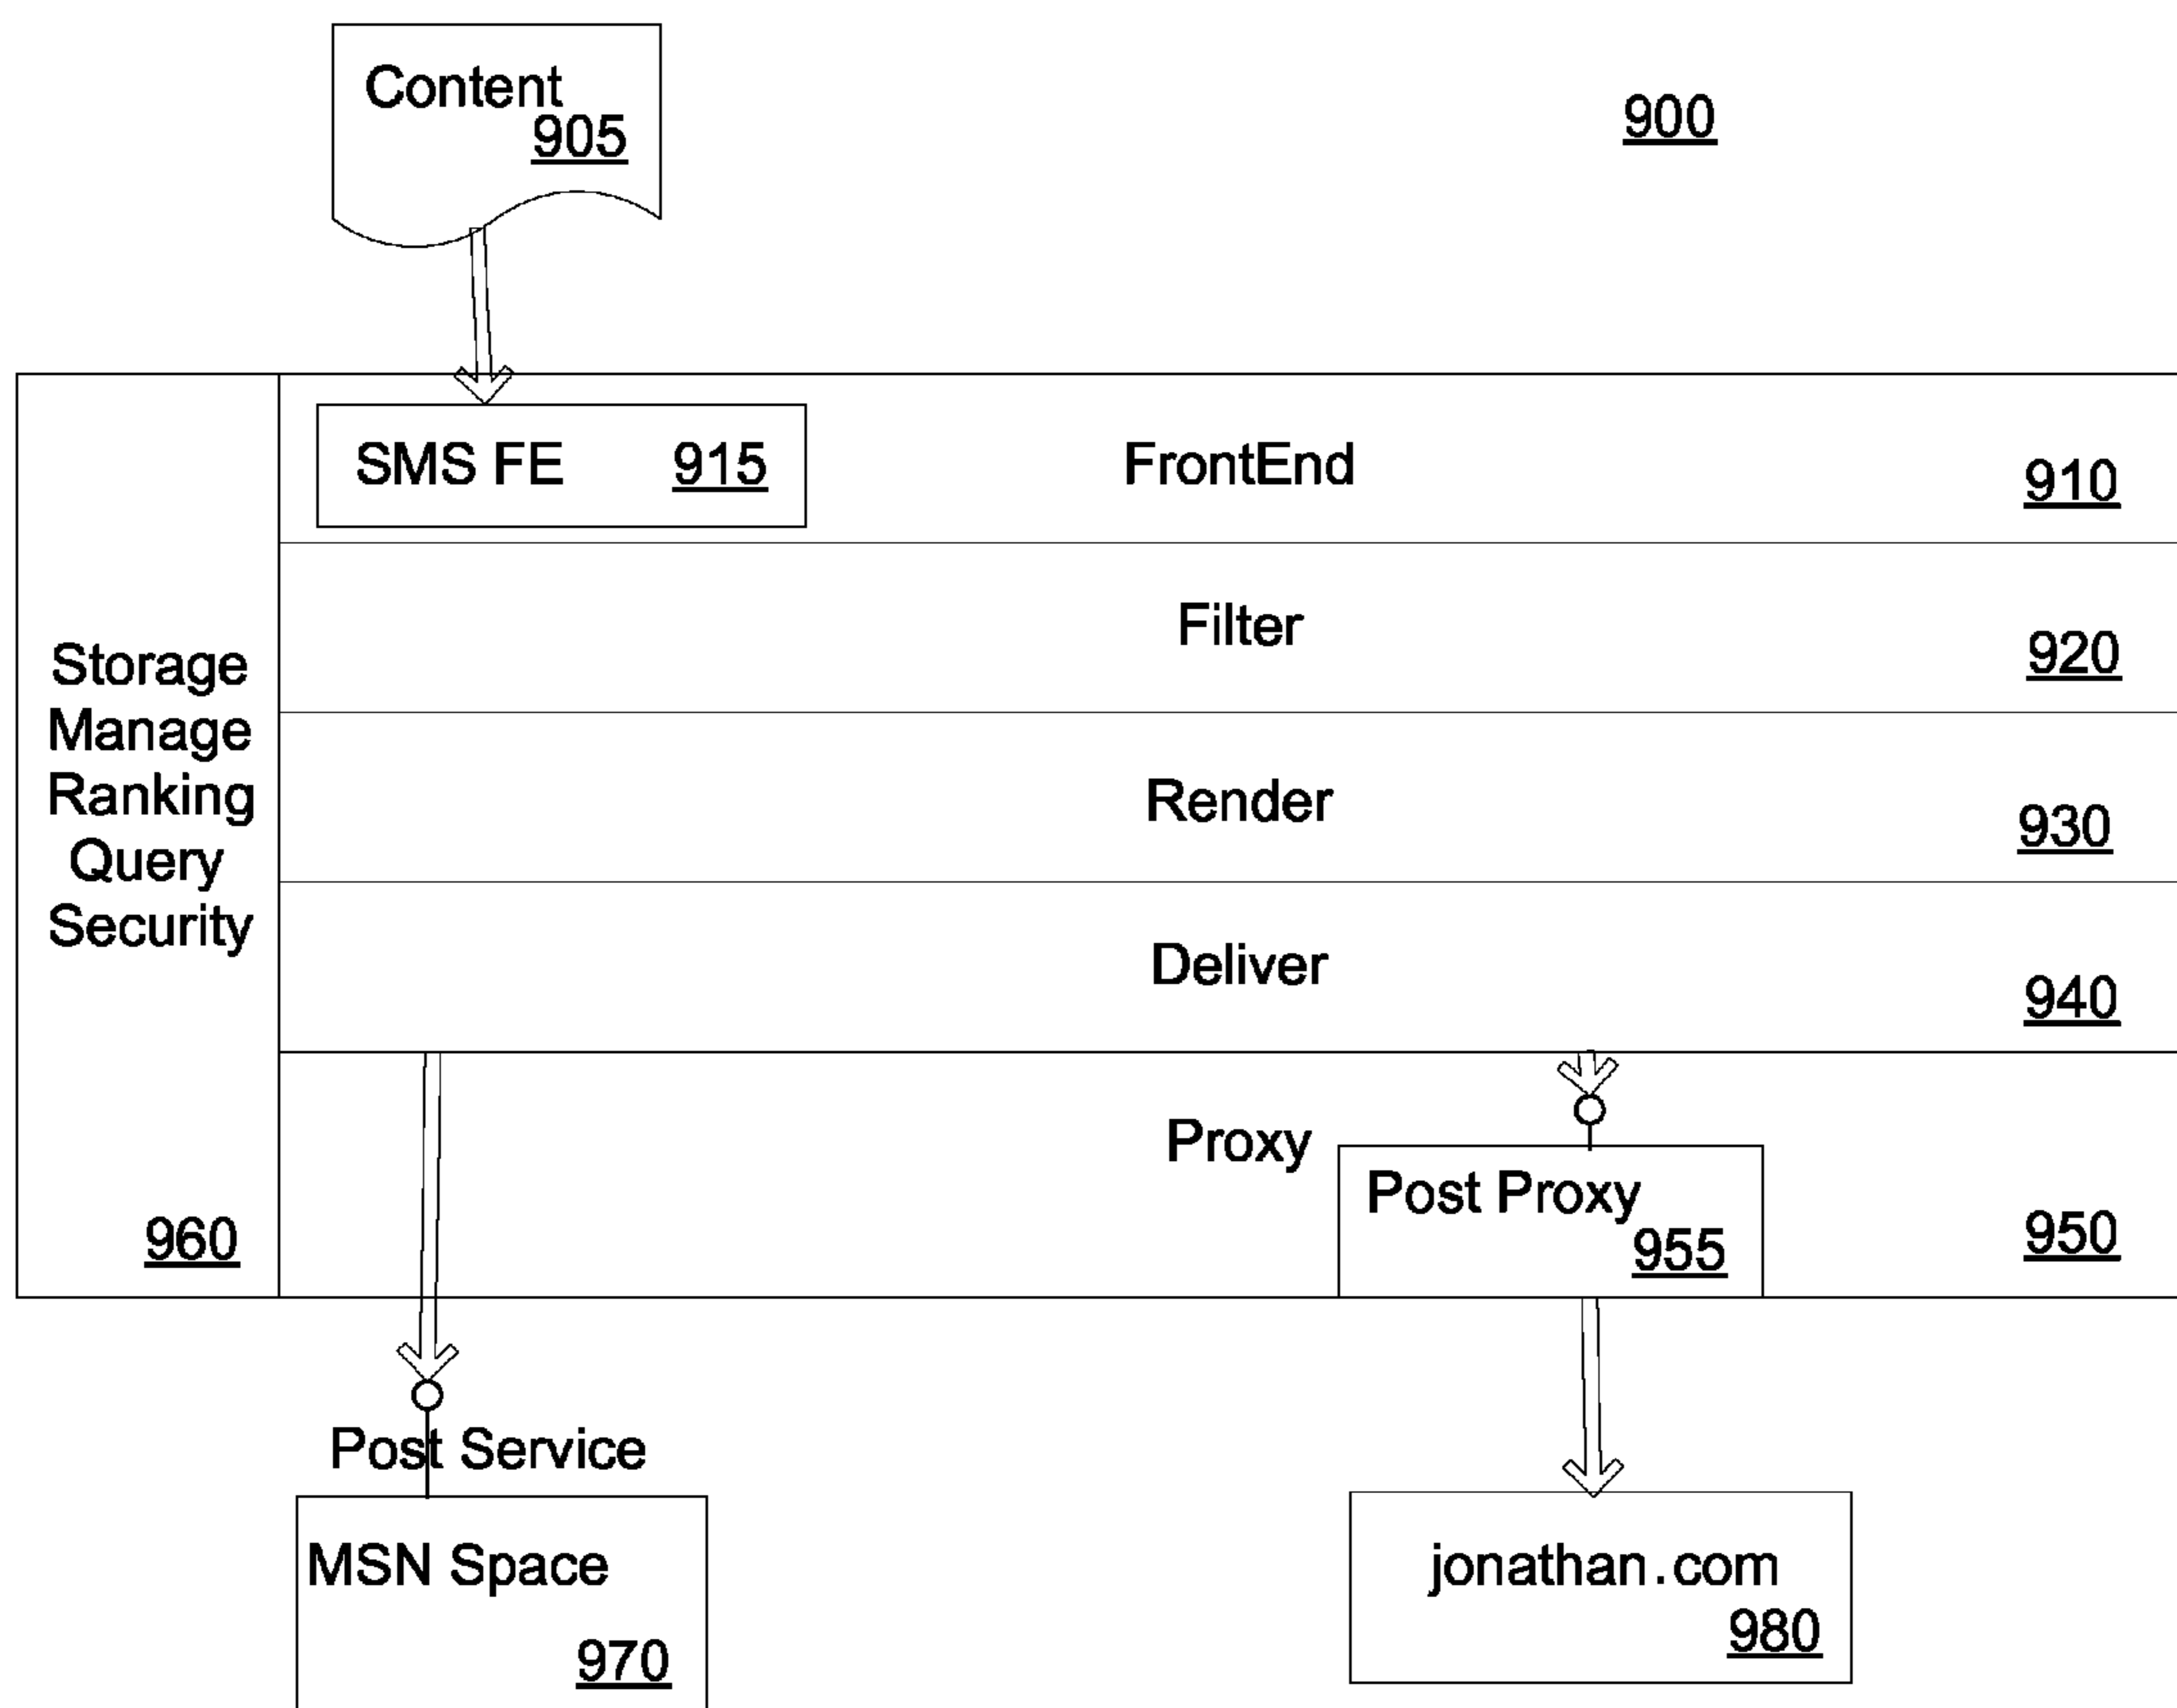 Content
905
900
SMS FE 915
FrontEnd
910
Filter
920
Storage
Manage
Ranking
Query
Security
960
Render
930
Deliver
940
Proxy
Post Proxy
955
950
Post Service
MSN Space
970
jonathan.com
980